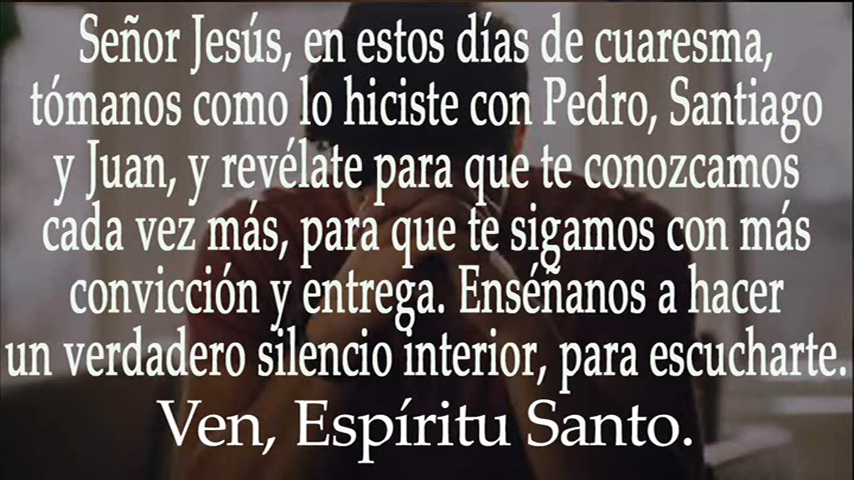 Señor Jesús, en estos días de cuaresma,
tómanos como lo hiciste con Pedro, Santiago
y Juan, y revélate para que te conozcamos
cada vez más, para que te sigamos con más
convicción y entrega. Enséñanos a hacer
un verdadero silencio interior, para escucharte.
Ven, Espíritu Santo.